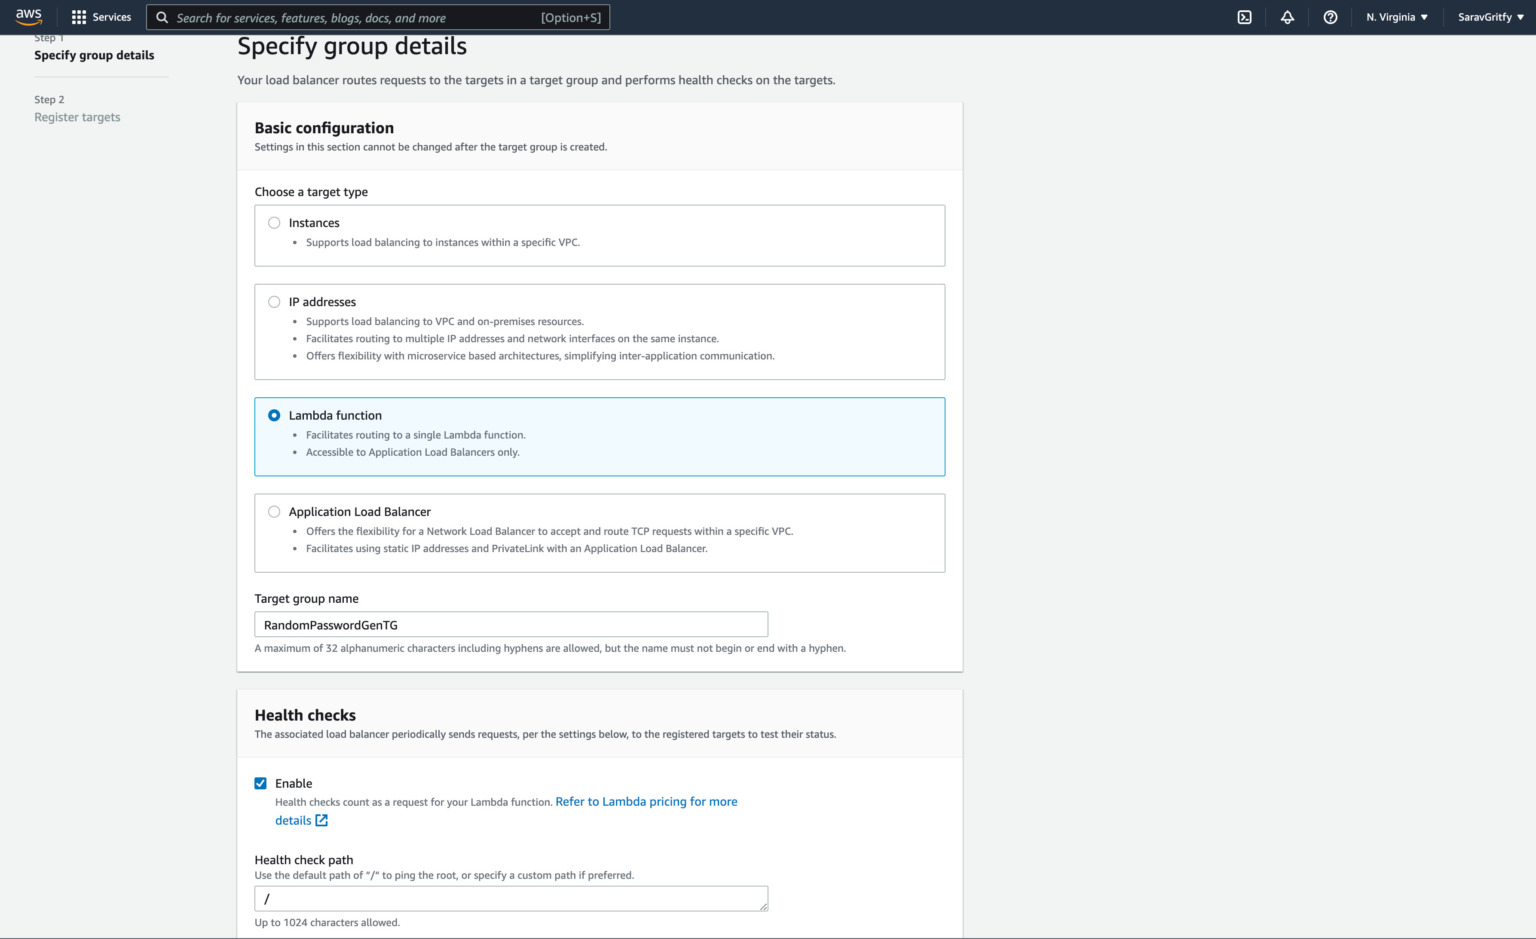 aws
Services
Search for services, features, blogs, docs, and more
[Option+S]
N. Virginia ▼
SaravGritfy ▼
Step 1
Specify group details
Step 2
Register targets
Specify group details
Your load balancer routes requests to the targets in a target group and performs health checks on the targets.
Basic configuration
Settings in this section cannot be changed after the target group is created.
Choose a target type
Instances
• Supports load balancing to instances within a specific VPC.
IP addresses
• Supports load balancing to VPC and on-premises resources.
• Facilitates routing to multiple IP addresses and network interfaces on the same instance.
• Offers flexibility with microservice based architectures, simplifying inter-application communication.
Lambda function
• Facilitates routing to a single Lambda function.
• Accessible to Application Load Balancers only.
Application Load Balancer
• Offers the flexibility for a Network Load Balancer to accept and route TCP requests within a specific VPC.
• Facilitates using static IP addresses and PrivateLink with an Application Load Balancer.
Target group name
RandomPasswordGenTG
A maximum of 32 alphanumeric characters including hyphens are allowed, but the name must not begin or end with a hyphen.
Health checks
The associated load balancer periodically sends requests, per the settings below, to the registered targets to test their status.
Enable
Health checks count as a request for your Lambda function. Refer to Lambda pricing for more
details
Health check path
Use the default path of "/" to ping the root, or specify a custom path if preferred.
/
Up to 1024 characters allowed.